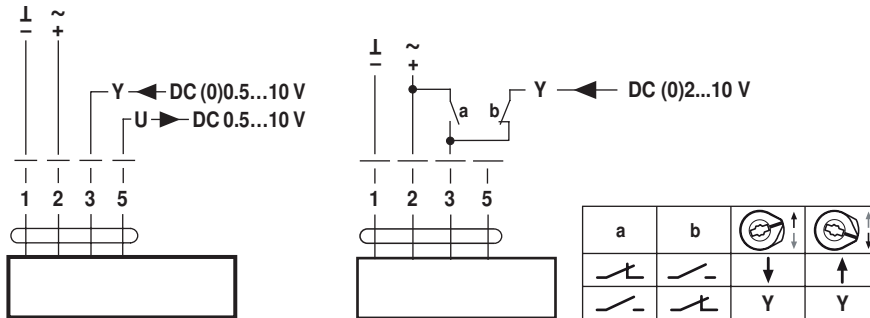 ⊥ ~
− +
Y DC (0)0.5...10 V
U DC 0.5...10 V
1 2 3 5
⊥ ~
− +
a b Y DC (0)2...10 V
1 2 3 5
a b
Y Y